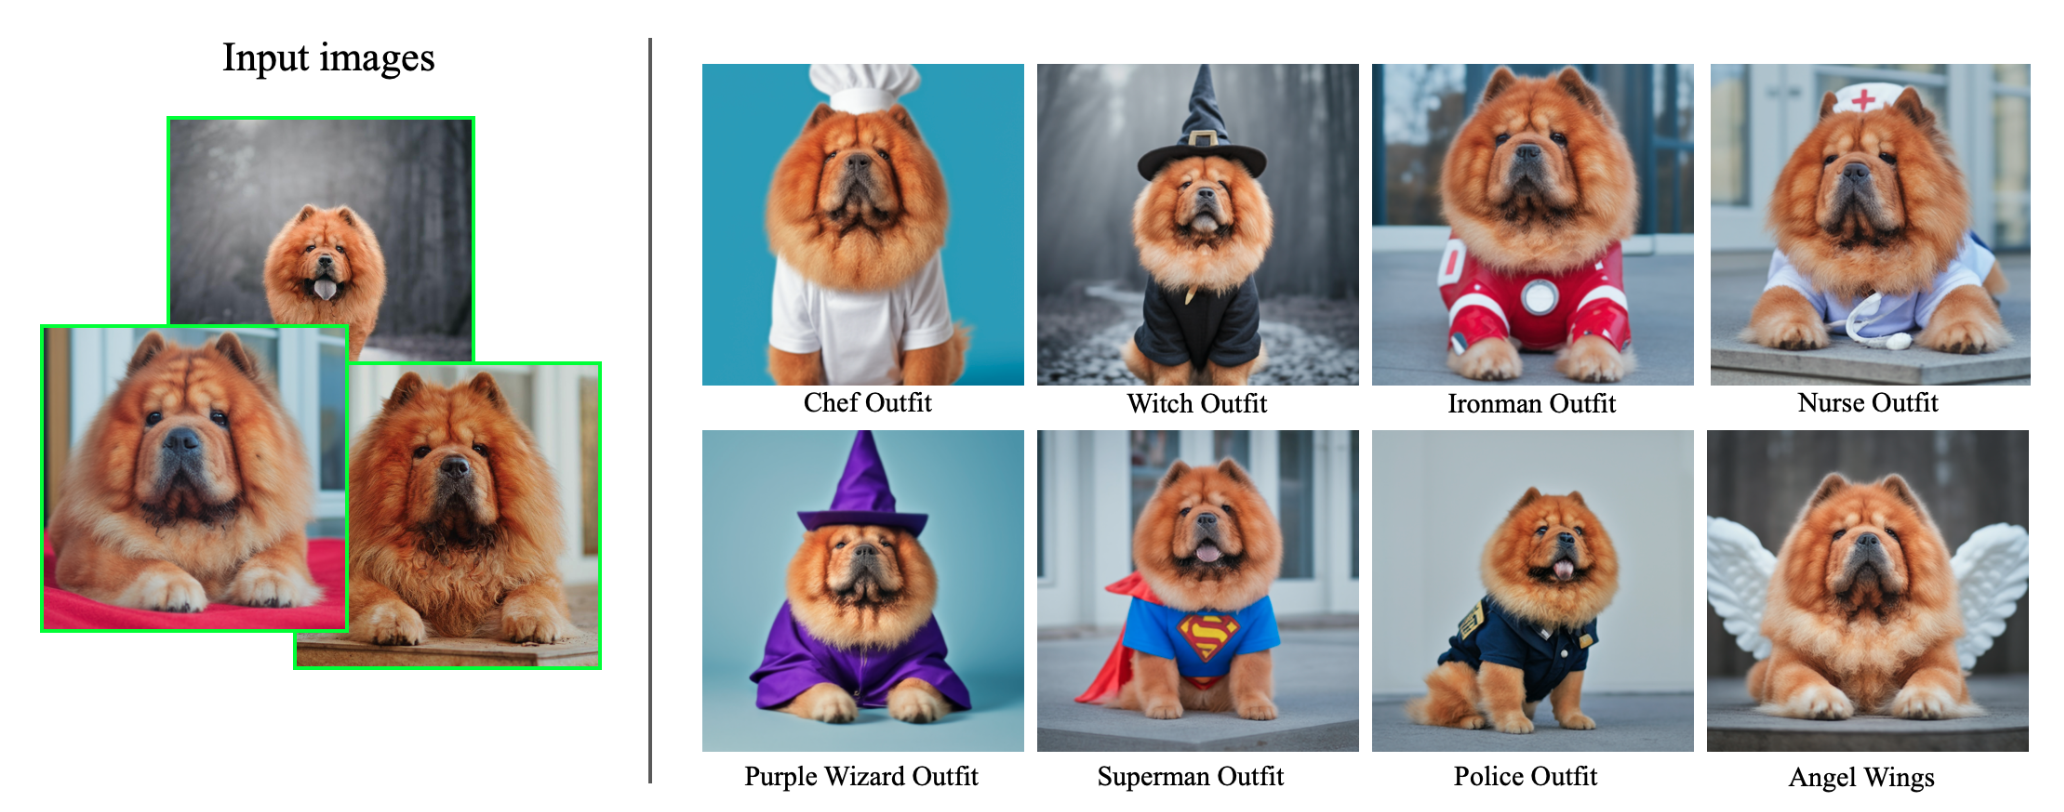 Input images
Chef Outfit
Witch Outfit
Ironman Outfit
Nurse Outfit
Purple Wizard Outfit
Superman Outfit
Police Outfit
Angel Wings